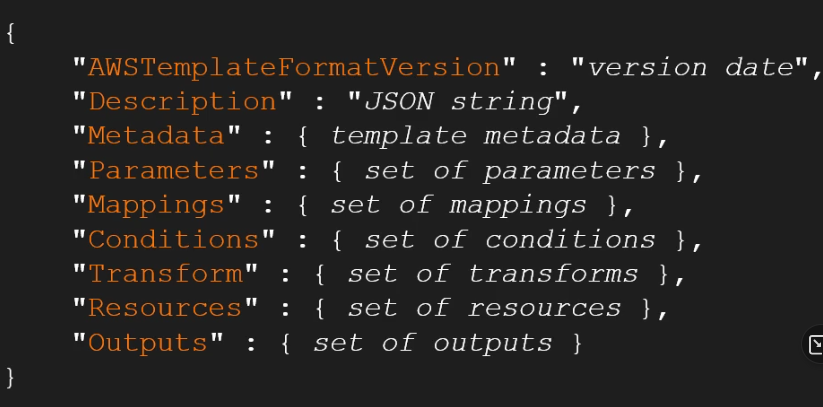 {
"AWSTemplateFormatVersion" : "version date",
"Description" : "JSON string",
"Metadata" : { template metadata },
"Parameters" : { set of parameters },
"Mappings" : { set of mappings },
"Conditions" : { set of conditions },
"Transform" : { set of transforms },
"Resources" : { set of resources },
"Outputs" : { set of outputs }
}